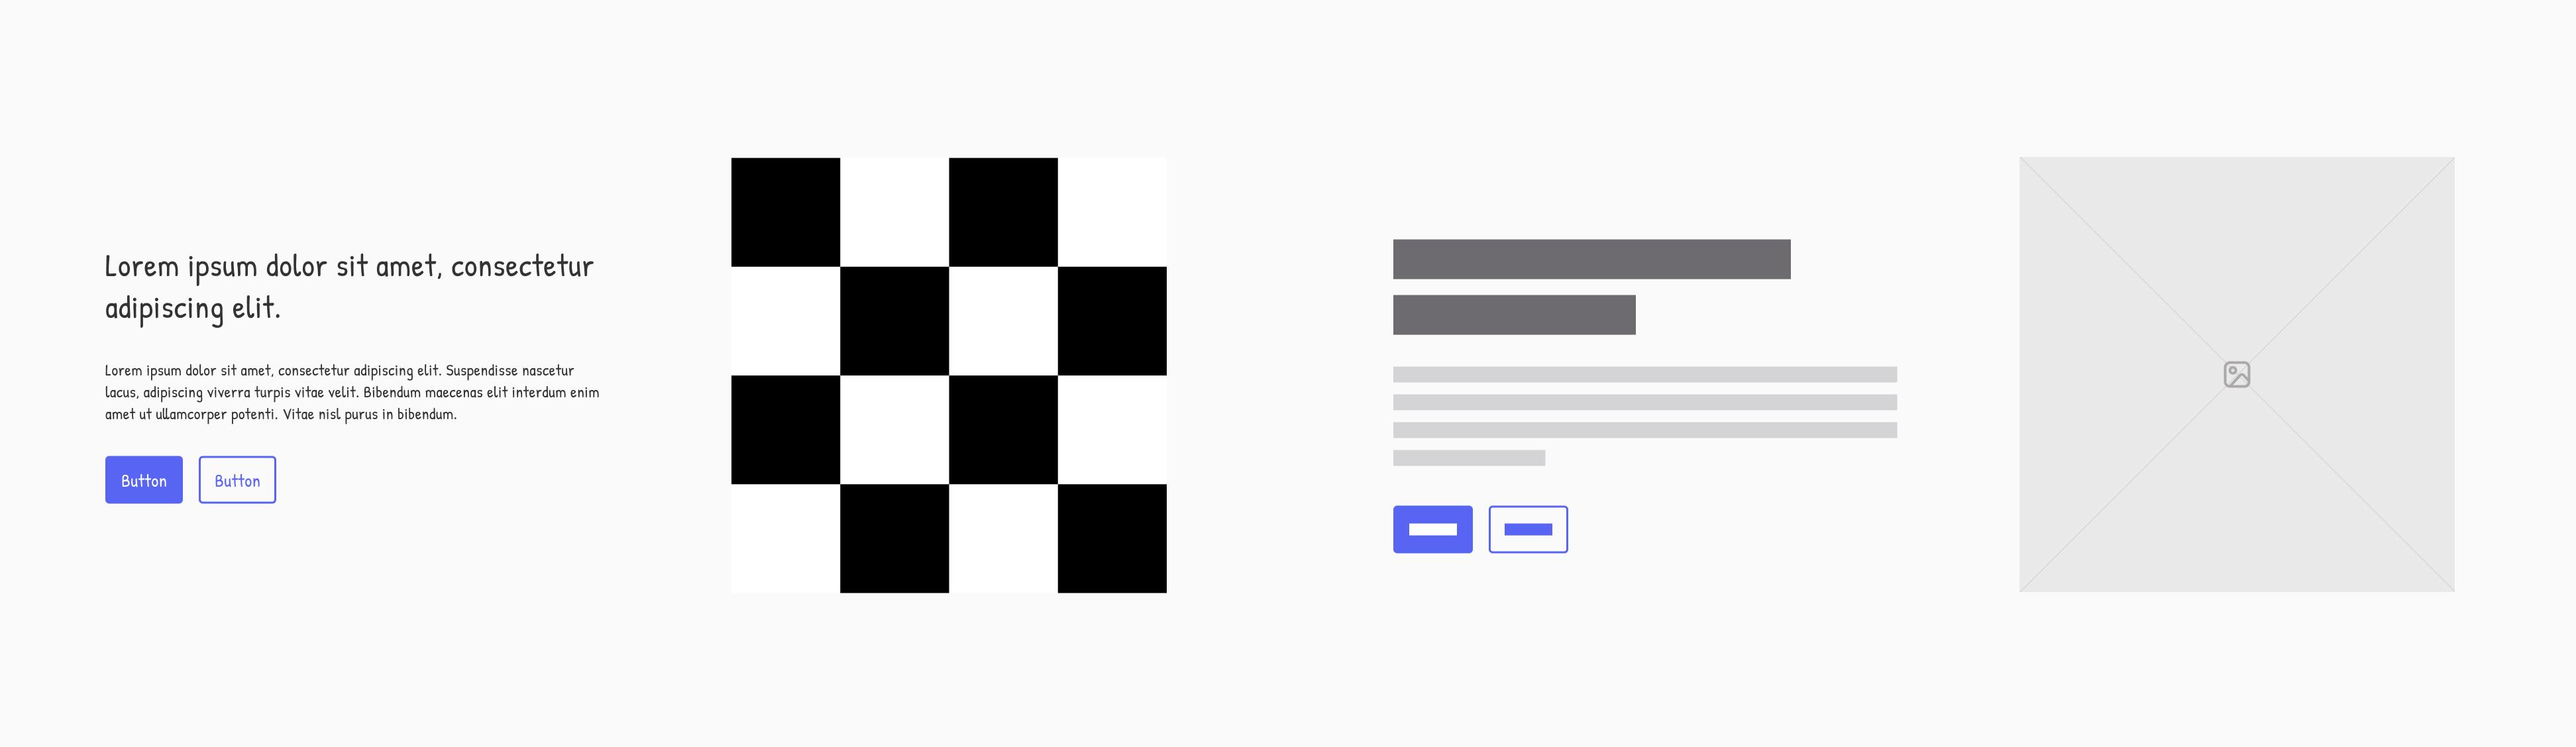 Lorem ipsum dolor sit amet, consectetur
adipiscing elit.
Lorem ipsum dolor sit amet, consectetur adipiscing elit. Suspendisse nascetur
lacus, adipiscing viverra turpis vitae velit. Bibendum maecenas elit interdum enim
amet ut ullamcorper potenti. Vitae nisl purus in bibendum.
Button
Button